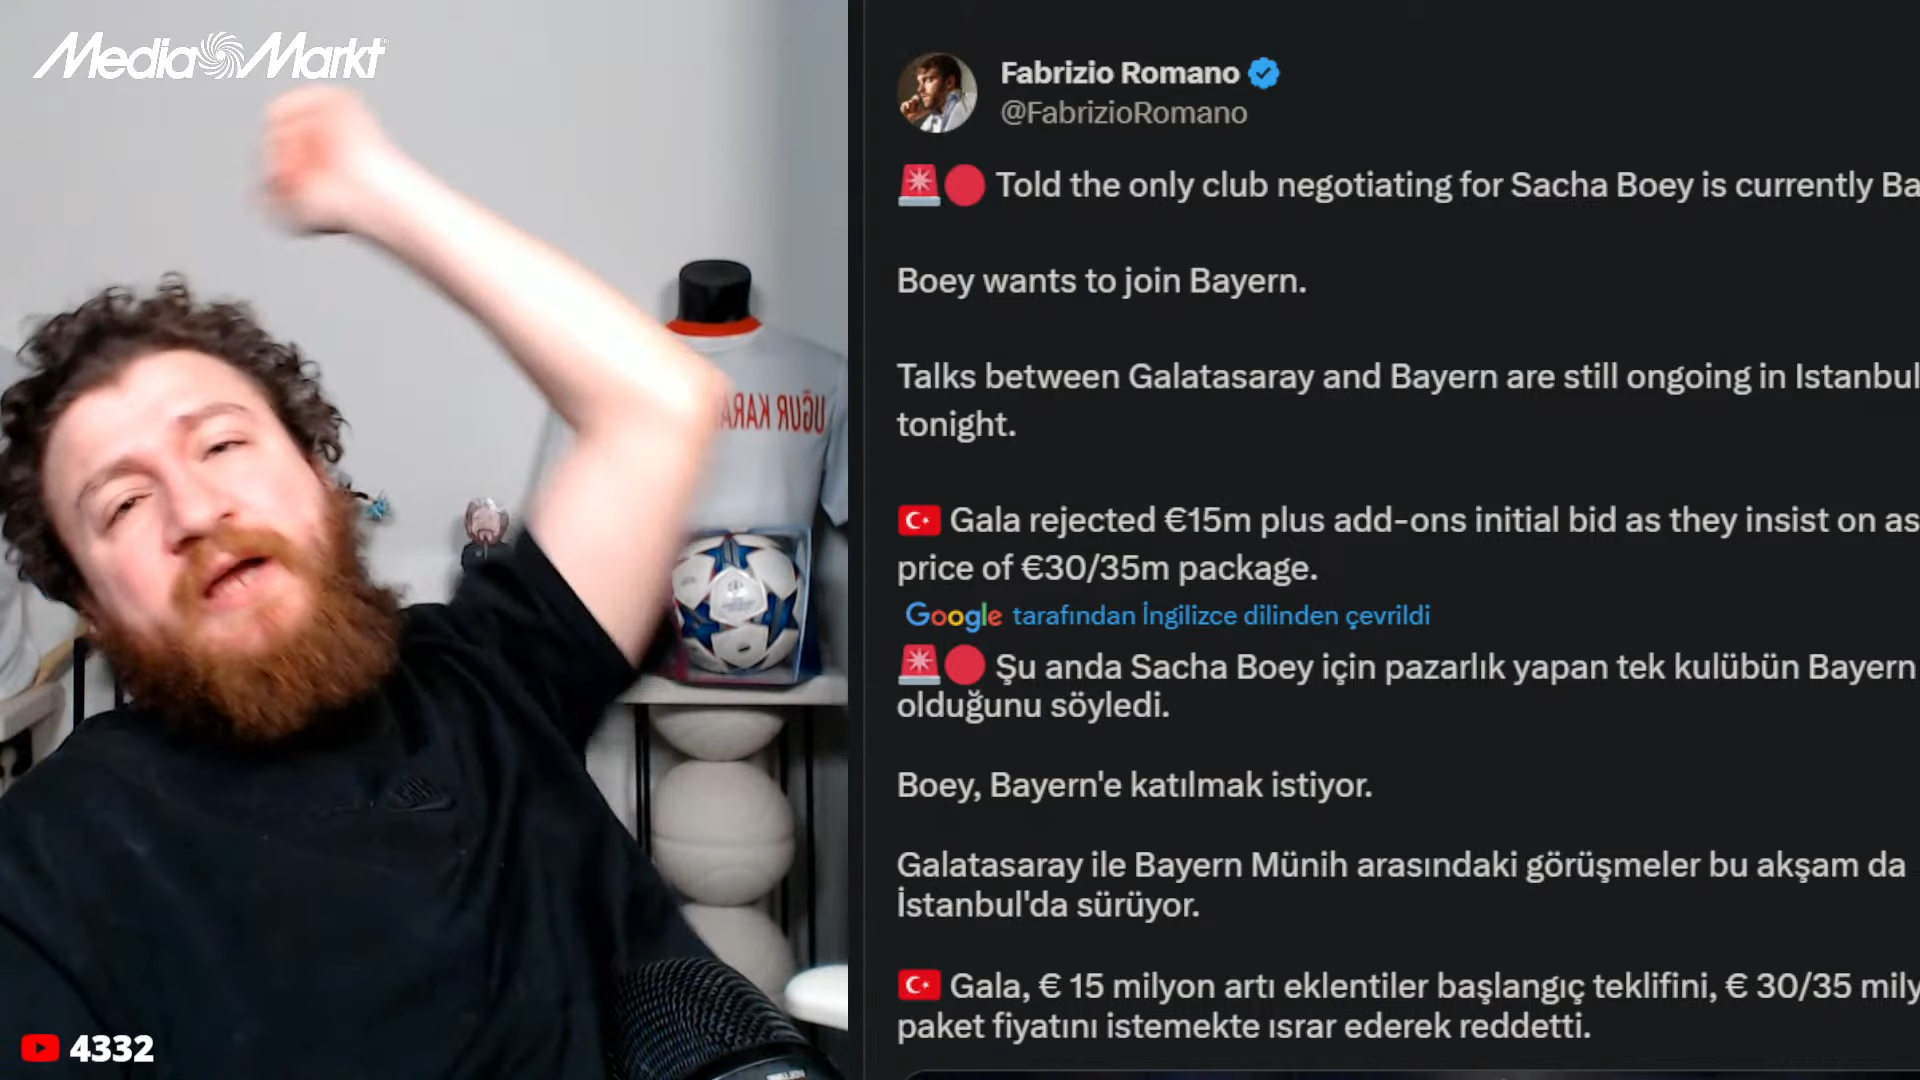 MediaMarkt
Fabrizio Romano
@FabrizioRomano
Told the only club negotiating for Sacha Boey is currently Ba
Boey wants to join Bayern.
Talks between Galatasaray and Bayern are still ongoing in Istanbul
tonight.
Gala rejected €15m plus add-ons initial bid as they insist on as
price of €30/35m package.
Google tarafından İngilizce dilinden çevrildi
Şu anda Sacha Boey için pazarlık yapan tek kulübün Bayern
olduğunu söyledi.
Boey, Bayern'e katılmak istiyor.
Galatasaray ile Bayern Münih arasındaki görüşmeler bu akşam da
İstanbul'da sürüyor.
Gala, € 15 milyon artı eklentiler başlangıç teklifini, € 30/35 mily
paket fiyatını istemekte ısrar ederek reddetti.
UĞUR KARA
4332